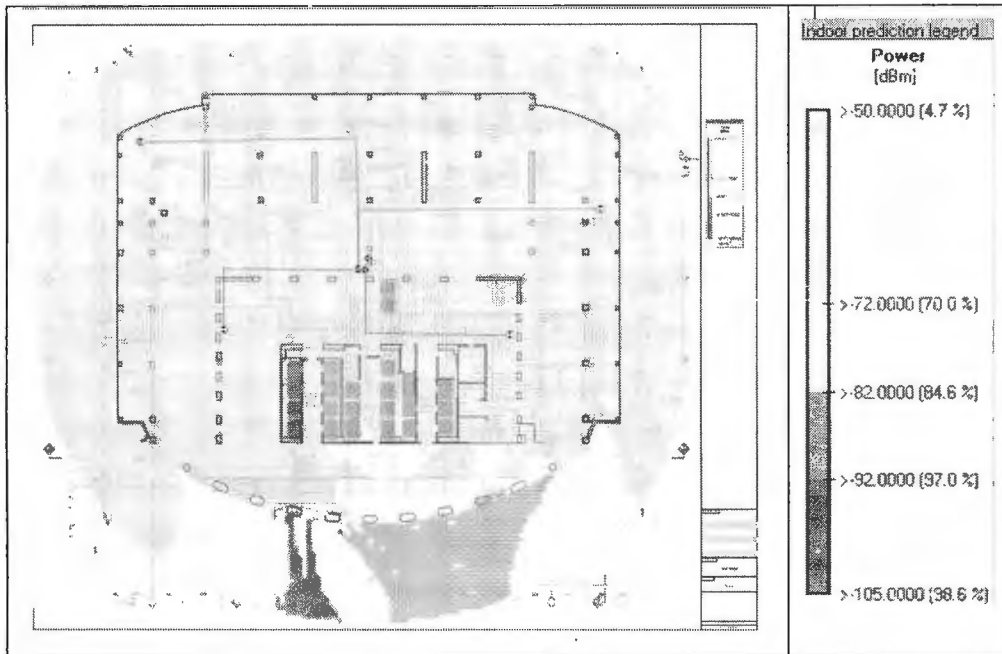 Indoor prediction legend
Power
[dBm]
>-50.0000 (4.7 %)
>-72.0000 (70.0 %)
>-82.0000 (84.6 %)
>-92.0000 (97.0 %)
>-105.0000 (98.6 %)